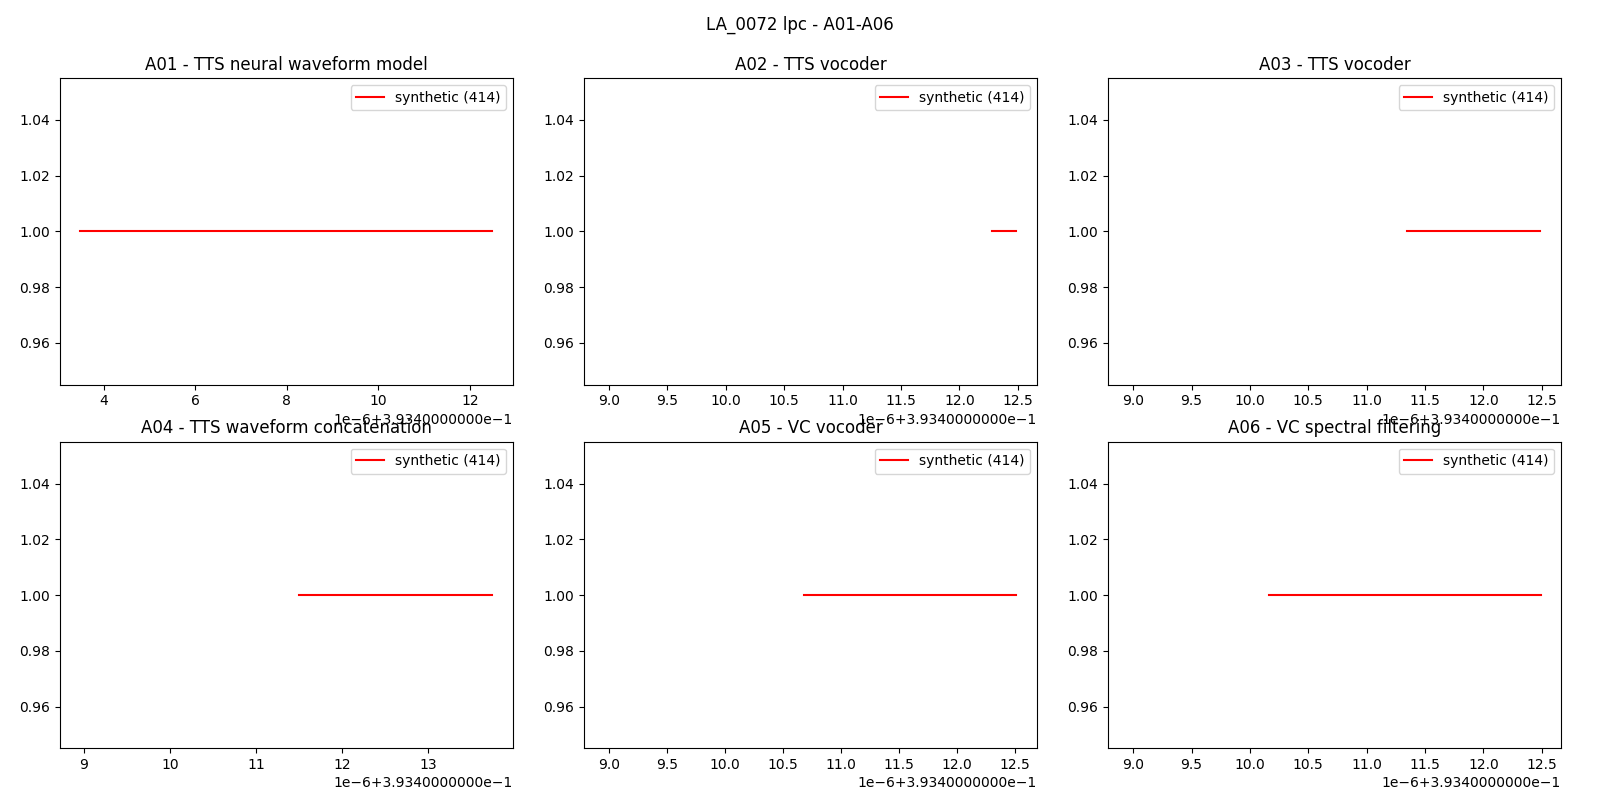 LA_0072 lpc - A01-A06
A01 - TTS neural waveform model
A02 - TTS vocoder
A03 - TTS vocoder
synthetic (414)
synthetic (414)
synthetic (414)
1.04
1.02
1.00
0.98
0.96
1.04
1.02
1.00
0.98
0.96
1.04
1.02
1.00
0.98
0.96
4 6 8 10 12
9.0 9.5 10.0 10.5 11.0 11.5 12.0 12.5
9.0 9.5 10.0 10.5 11.0 11.5 12.0 12.5
1e-6+3.9340000000e-1
1e-6+3.9340000000e-1
1e-6+3.9340000000e-1
A04 - TTS waveform concatenation
A05 - VC vocoder
A06 - VC spectral filtering
synthetic (414)
synthetic (414)
synthetic (414)
1.04
1.02
1.00
0.98
0.96
1.04
1.02
1.00
0.98
0.96
1.04
1.02
1.00
0.98
0.96
9 10 11 12 13
9.0 9.5 10.0 10.5 11.0 11.5 12.0 12.5
9.0 9.5 10.0 10.5 11.0 11.5 12.0 12.5
1e-6+3.9340000000e-1
1e-6+3.9340000000e-1
1e-6+3.9340000000e-1